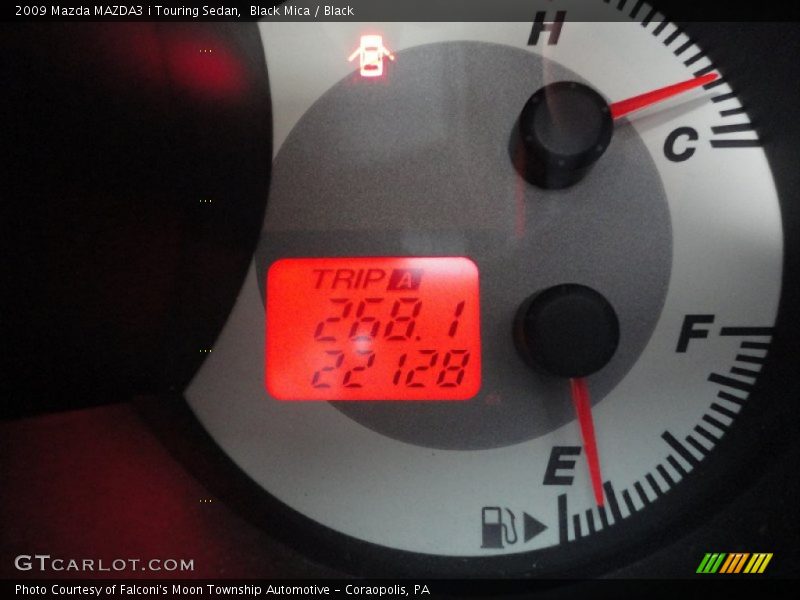 2009 Mazda MAZDA3 i Touring Sedan, Black Mica / Black
H
C
TRIP A
268.1
22128
F
E
GTCARLOT.COM
Photo Courtesy of Falconi's Moon Township Automotive - Coraopolis, PA